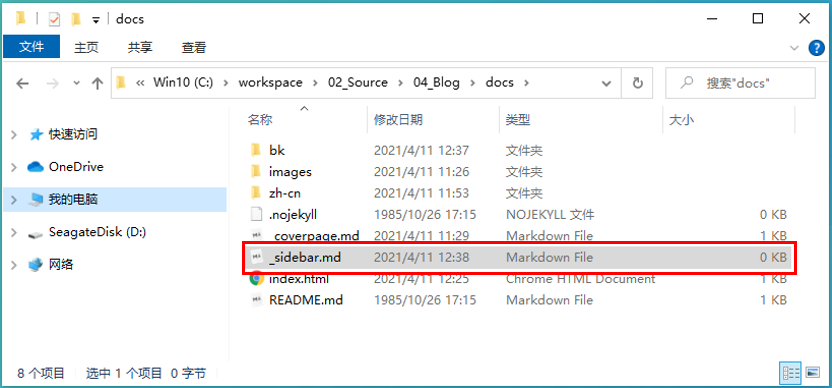 docs
文件 主页 共享 查看
« Win10 (C:) › workspace › 02_Source › 04_Blog › docs › 搜索"docs"
名称 修改日期 类型 大小
快速访问
OneDrive
我的电脑
SeagateDisk (D:)
网络
bk 2021/4/11 12:37 文件夹
images 2021/4/11 11:26 文件夹
zh-cn 2021/4/11 11:53 文件夹
.nojekyll 1985/10/26 17:15 NOJEKYLL 文件 0 KB
_coverpage.md 2021/4/11 11:29 Markdown File 1 KB
_sidebar.md 2021/4/11 12:38 Markdown File 0 KB
index.html 2021/4/11 12:25 Chrome HTML Document 1 KB
README.md 1985/10/26 17:15 Markdown File 1 KB
8 个项目 选中 1 个项目 0 字节